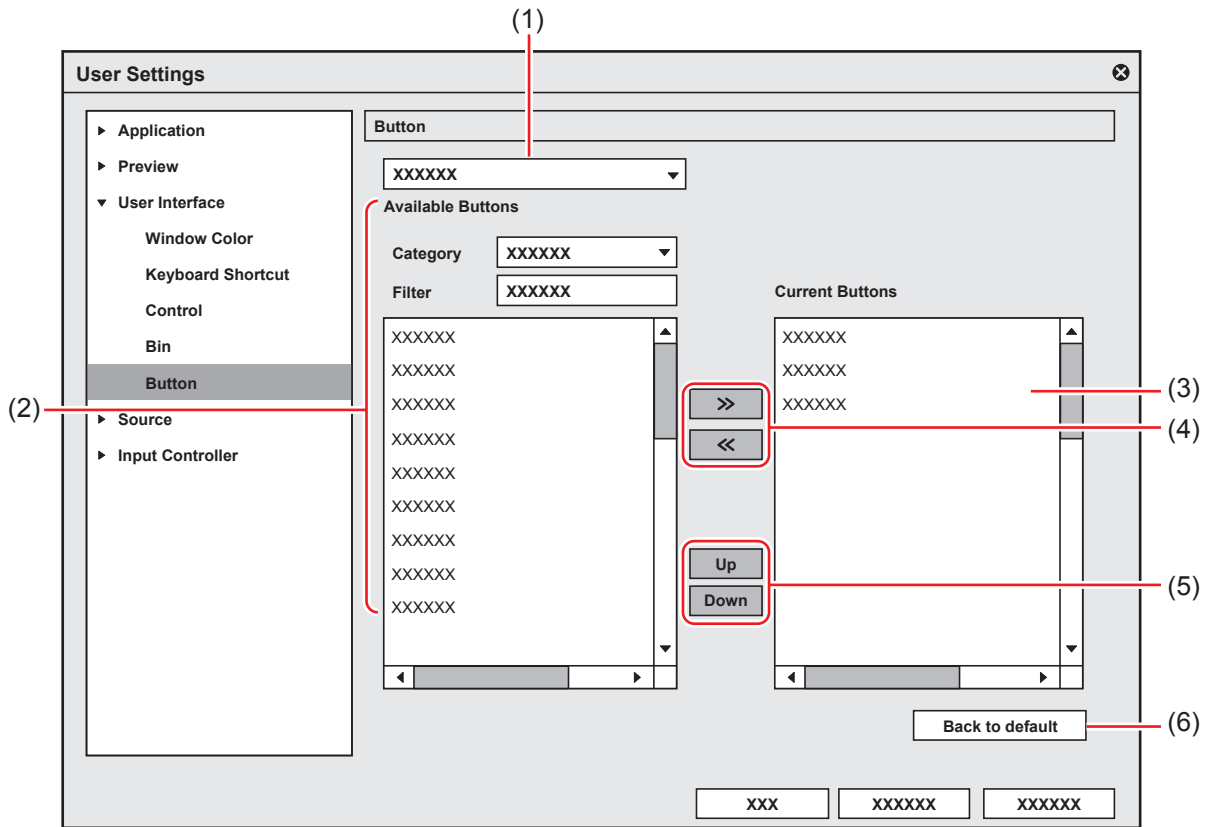 (1)
User Settings
Application
Preview
User Interface
Window Color
Keyboard Shortcut
Control
Bin
Button
Source
Input Controller
(2)
Button
XXXXXX
Available Buttons
Category XXXXXX
Filter XXXXXX
XXXXXX
XXXXXX
XXXXXX
XXXXXX
XXXXXX
XXXXXX
XXXXXX
XXXXXX
XXXXXX
>>
<<
Up
Down
Current Buttons
XXXXXX
XXXXXX
XXXXXX
(3)
(4)
(5)
Back to default
(6)
XXX XXXXXX XXXXXX